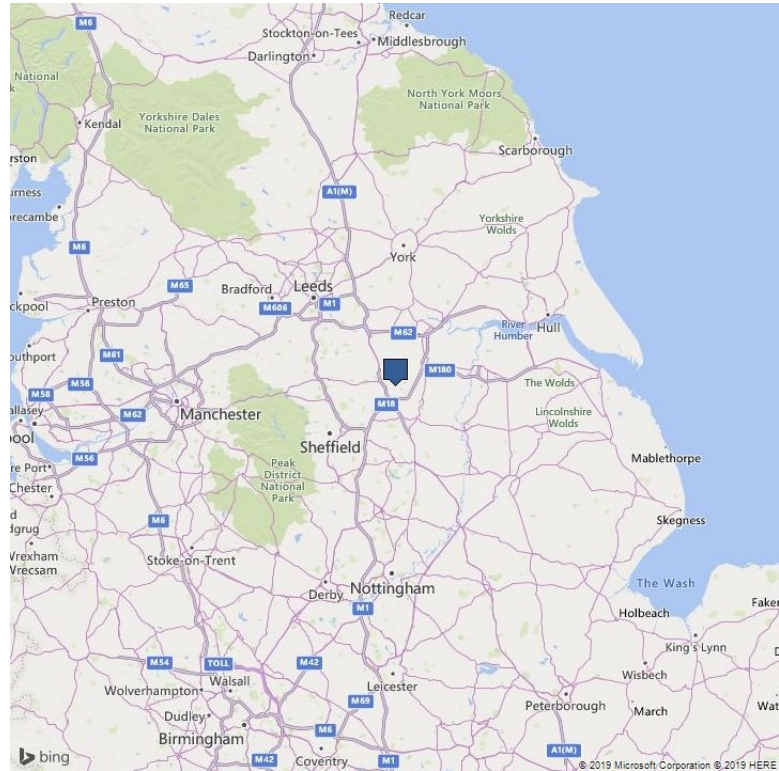 M6
Redcar
Stockton-on-Tees
Middlesbrough
Darlington
National
Park
Kendal
Yorkshire Dales
National Park
North York Moors
National Park
Scarborough
A1(M)
Yorkshire
Wolds
York
M6
M65
Preston
Bradford
Leeds
M606
M1
M62
River
Humber
Hull
M61
M58
M58
M62
Manchester
M180
M18
The Wolds
Lincolnshire
Wolds
Sheffield
M56
Mablethorpe
Peak
District
National
Park
Chester
M6
Skegness
Stoke-on-Trent
The Wash
Derby
Nottingham
M1
Holbeach
King's Lynn
M54
TOLL
M42
Wisbech
Wolverhampton
Walsall
Leicester
M69
Peterborough
March
Dudley
M6
Birmingham
Coventry
M42
M1
A1(M)
bing
© 2019 Microsoft Corporation © 2019 HERE